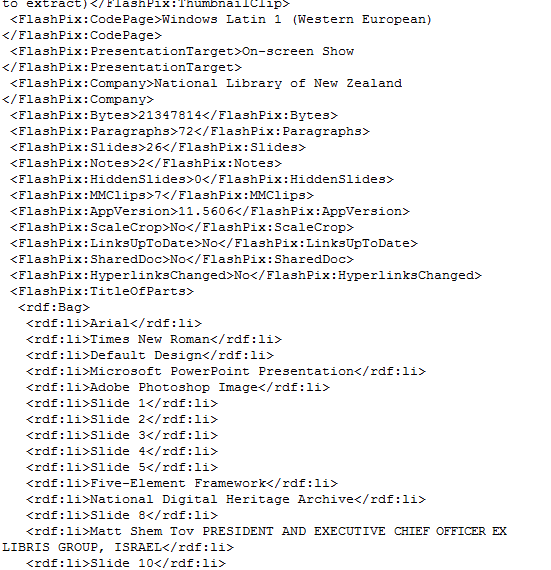 to extract)</FlashPix:ThumbnailClip>
<FlashPix:CodePage>Windows Latin 1 (Western European)
</FlashPix:CodePage>
<FlashPix:PresentationTarget>On-screen Show
</FlashPix:PresentationTarget>
<FlashPix:Company>National Library of New Zealand
</FlashPix:Company>
<FlashPix:Bytes>21347814</FlashPix:Bytes>
<FlashPix:Paragraphs>72</FlashPix:Paragraphs>
<FlashPix:Slides>26</FlashPix:Slides>
<FlashPix:Notes>2</FlashPix:Notes>
<FlashPix:HiddenSlides>0</FlashPix:HiddenSlides>
<FlashPix:MMClips>7</FlashPix:MMClips>
<FlashPix:AppVersion>11.5606</FlashPix:AppVersion>
<FlashPix:ScaleCrop>No</FlashPix:ScaleCrop>
<FlashPix:LinksUpToDate>No</FlashPix:LinksUpToDate>
<FlashPix:SharedDoc>No</FlashPix:SharedDoc>
<FlashPix:HyperlinksChanged>No</FlashPix:HyperlinksChanged>
<FlashPix:TitleOfParts>
<rdf:Bag>
<rdf:li>Arial</rdf:li>
<rdf:li>Times New Roman</rdf:li>
<rdf:li>Default Design</rdf:li>
<rdf:li>Microsoft PowerPoint Presentation</rdf:li>
<rdf:li>Adobe Photoshop Image</rdf:li>
<rdf:li>Slide 1</rdf:li>
<rdf:li>Slide 2</rdf:li>
<rdf:li>Slide 3</rdf:li>
<rdf:li>Slide 4</rdf:li>
<rdf:li>Slide 5</rdf:li>
<rdf:li>Five-Element Framework</rdf:li>
<rdf:li>National Digital Heritage Archive</rdf:li>
<rdf:li>Slide 8</rdf:li>
<rdf:li>Matt Shem Tov PRESIDENT AND EXECUTIVE CHIEF OFFICER EX
LIBRIS GROUP, ISRAEL</rdf:li>
<rdf:li>Slide 10</rdf:li>